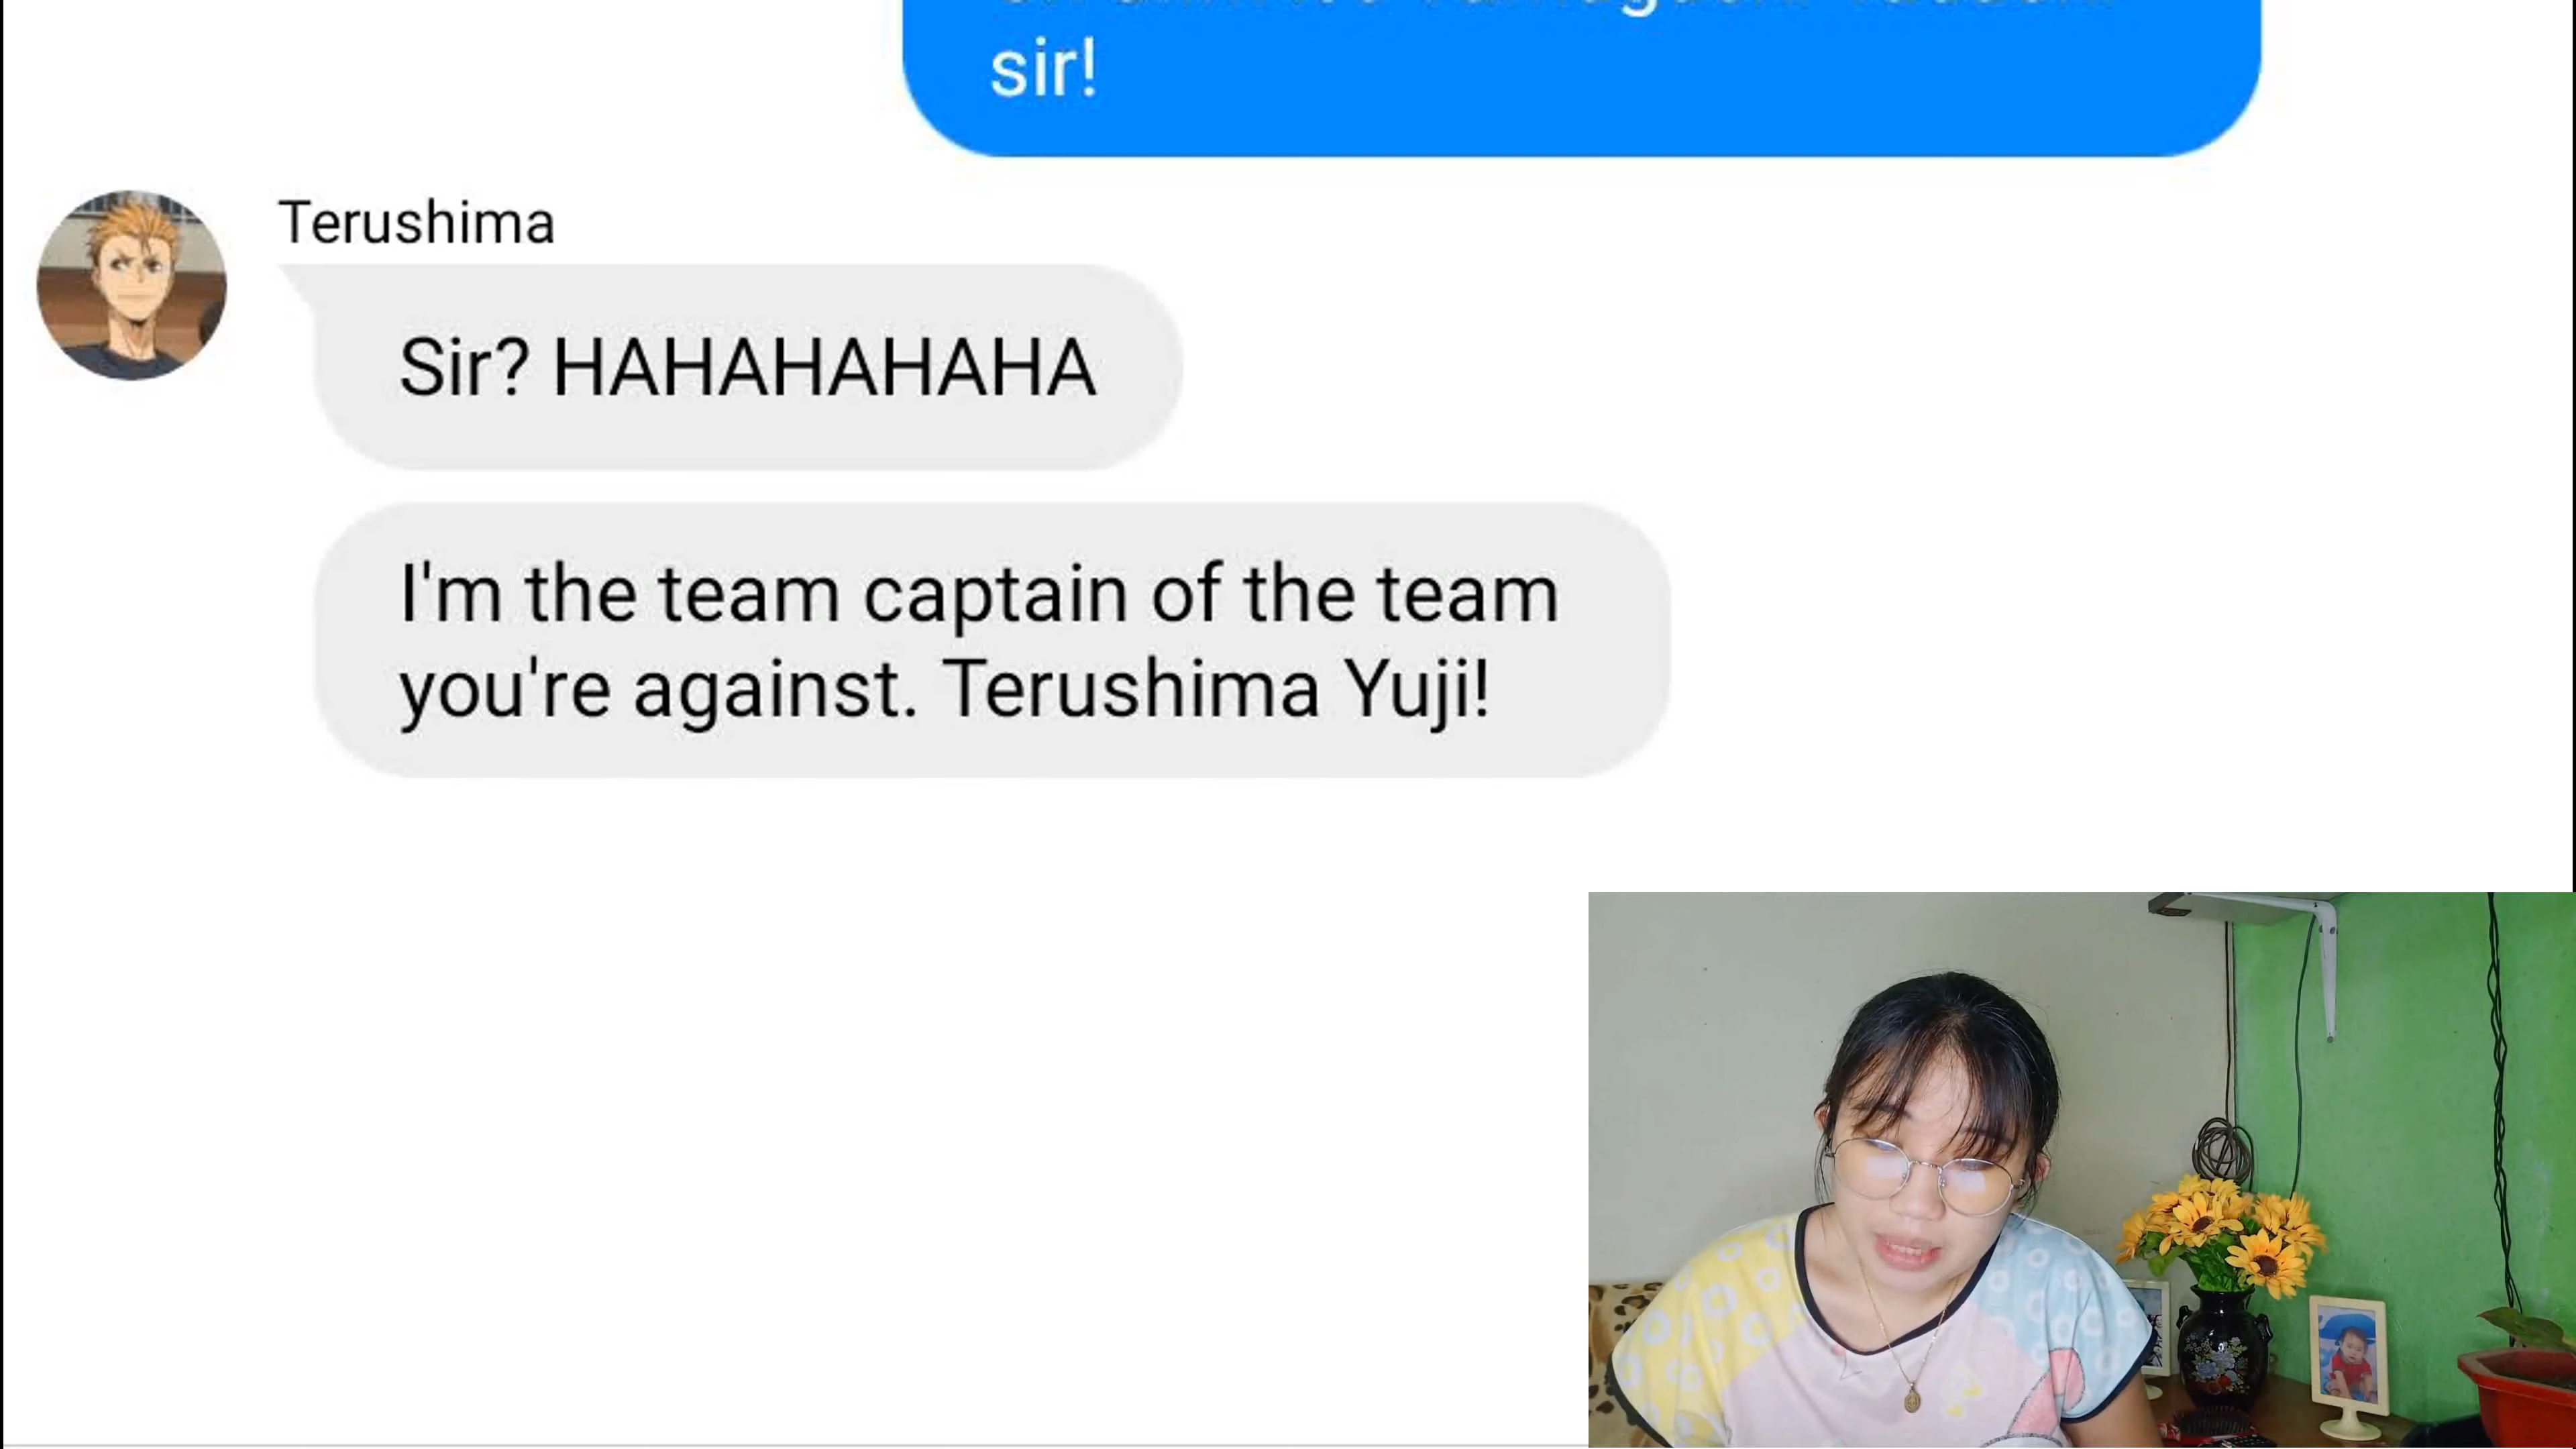 sir!
Terushima
Sir? HAHAHAHAHA
I'm the team captain of the team
you're against. Terushima Yuji!